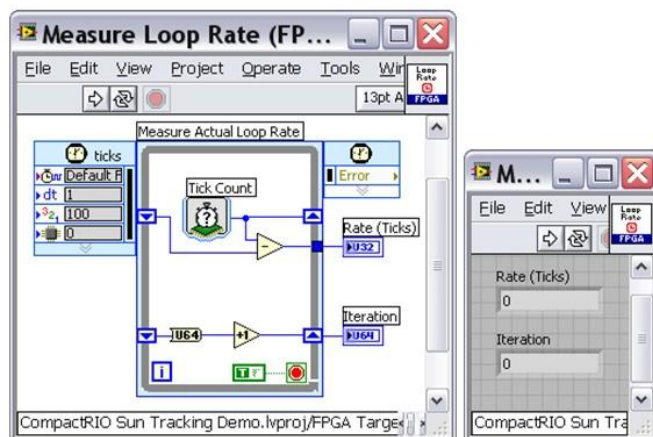 Measure Loop Rate (FP...
File Edit View Project Operate Tools Wir
Loop
Rate
FPGA
13pt A
Measure Actual Loop Rate
ticks
Default F
dt 1
321 100
0
Tick Count
?
-
Error
Rate (Ticks)
U32
Iteration
U64
U64
+1
i
T F
CompactRIO Sun Tracking Demo.lvproj/FPGA Targe
M...
File Edit View
Loop
Rate
FPGA
Rate (Ticks)
0
Iteration
0
CompactRIO Sun Tra